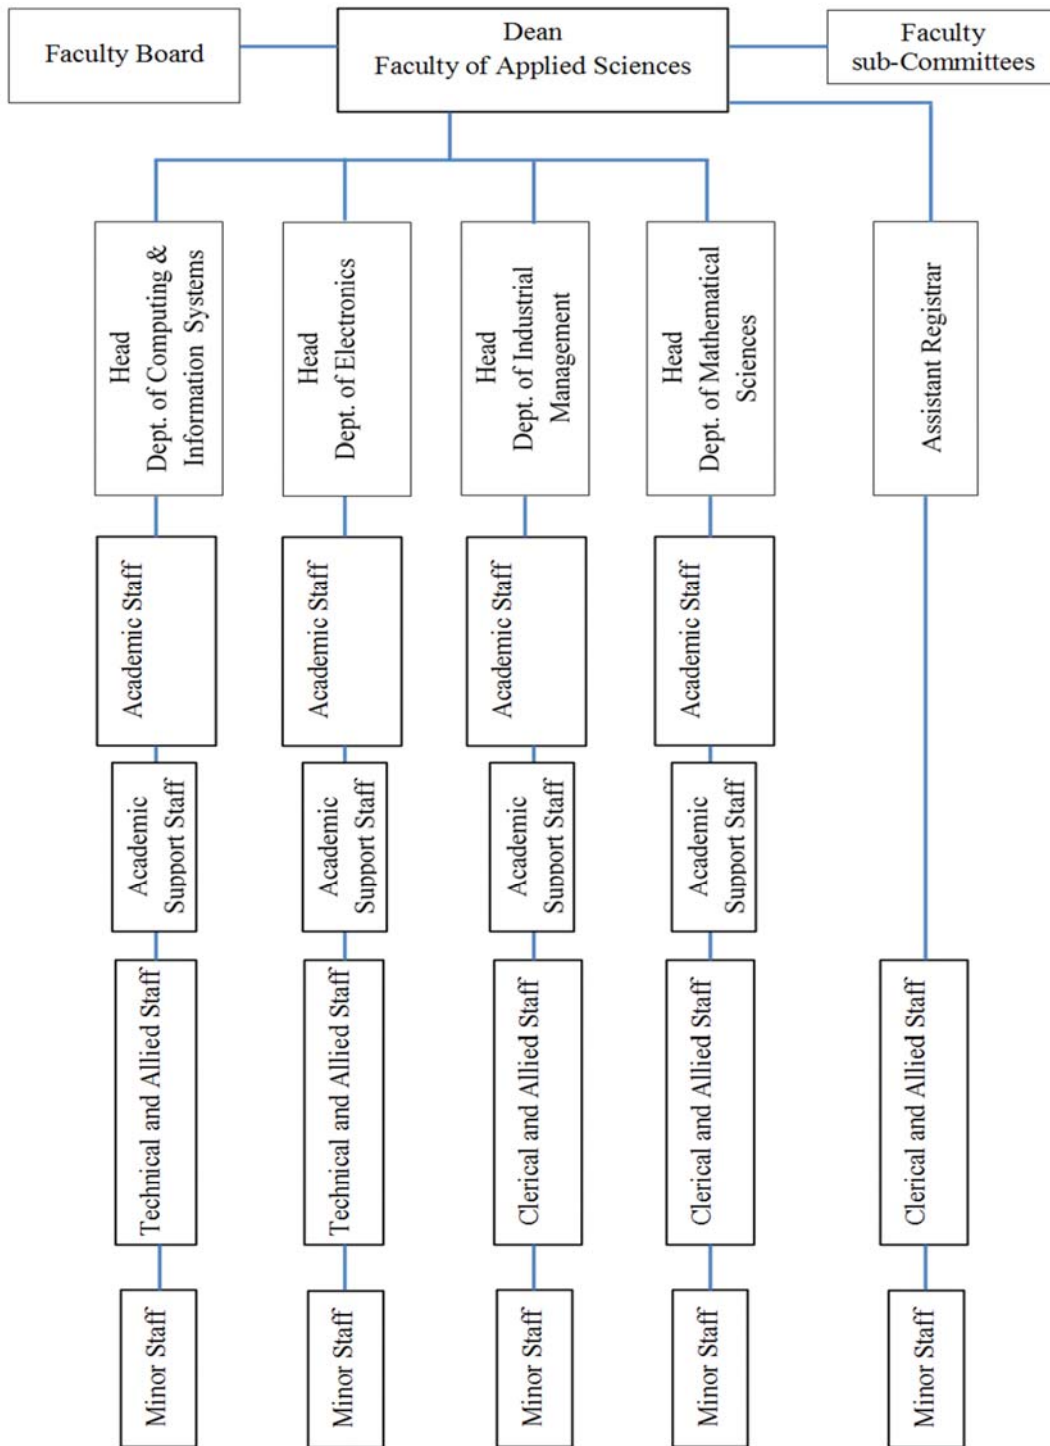 Faculty Board
Dean
Faculty of Applied Sciences
Faculty
sub-Committees
Head
Dept. of Computing &
Information Systems
Head
Dept. of Electronics
Head
Dept. of Industrial
Management
Head
Dept. of Mathematical
Sciences
Assistant Registrar
Academic Staff
Academic Staff
Academic Staff
Academic Staff
Academic
Support Staff
Academic
Support Staff
Academic
Support Staff
Academic
Support Staff
Technical and Allied Staff
Technical and Allied Staff
Clerical and Allied Staff
Clerical and Allied Staff
Clerical and Allied Staff
Minor Staff
Minor Staff
Minor Staff
Minor Staff
Minor Staff